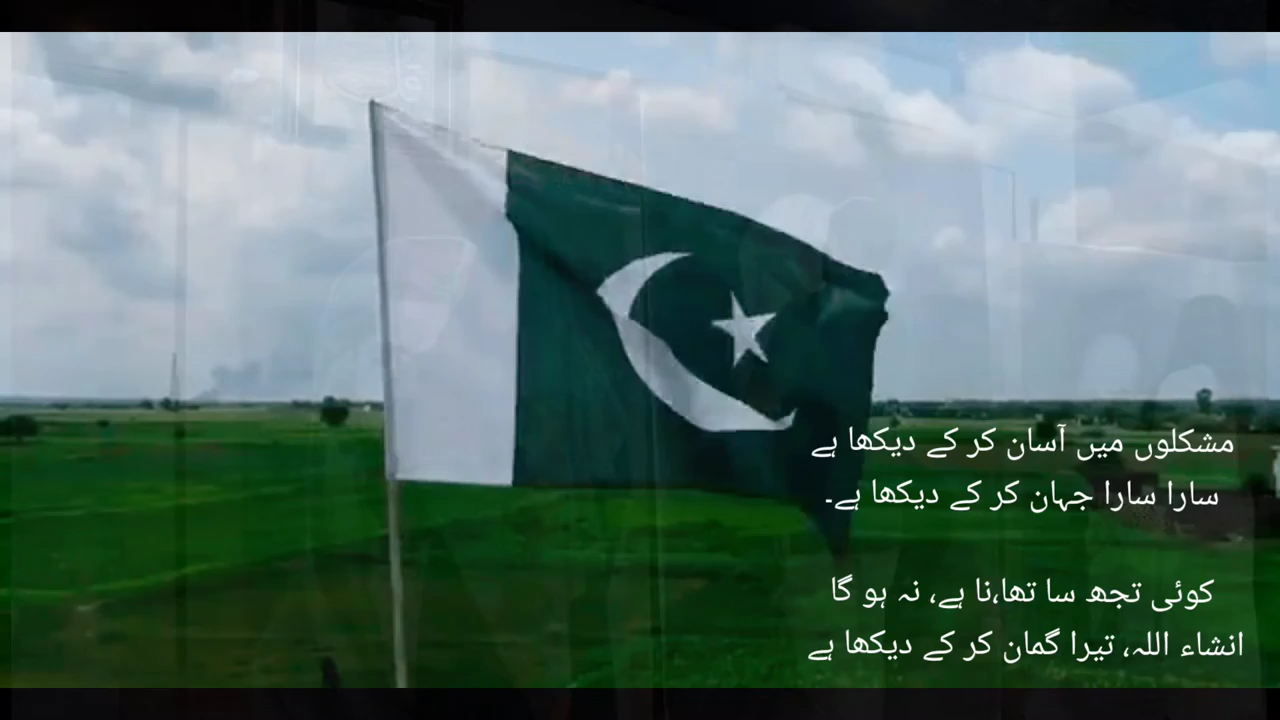 مشکلوں میں آسان کر کے دیکھا ہے
سارا سارا جہان کر کے دیکھا ہے۔
کوئی تجھ سا تھا،نا ہے، نہ ہو گا
انشاء اللہ، تیرا گمان کر کے دیکھا ہے